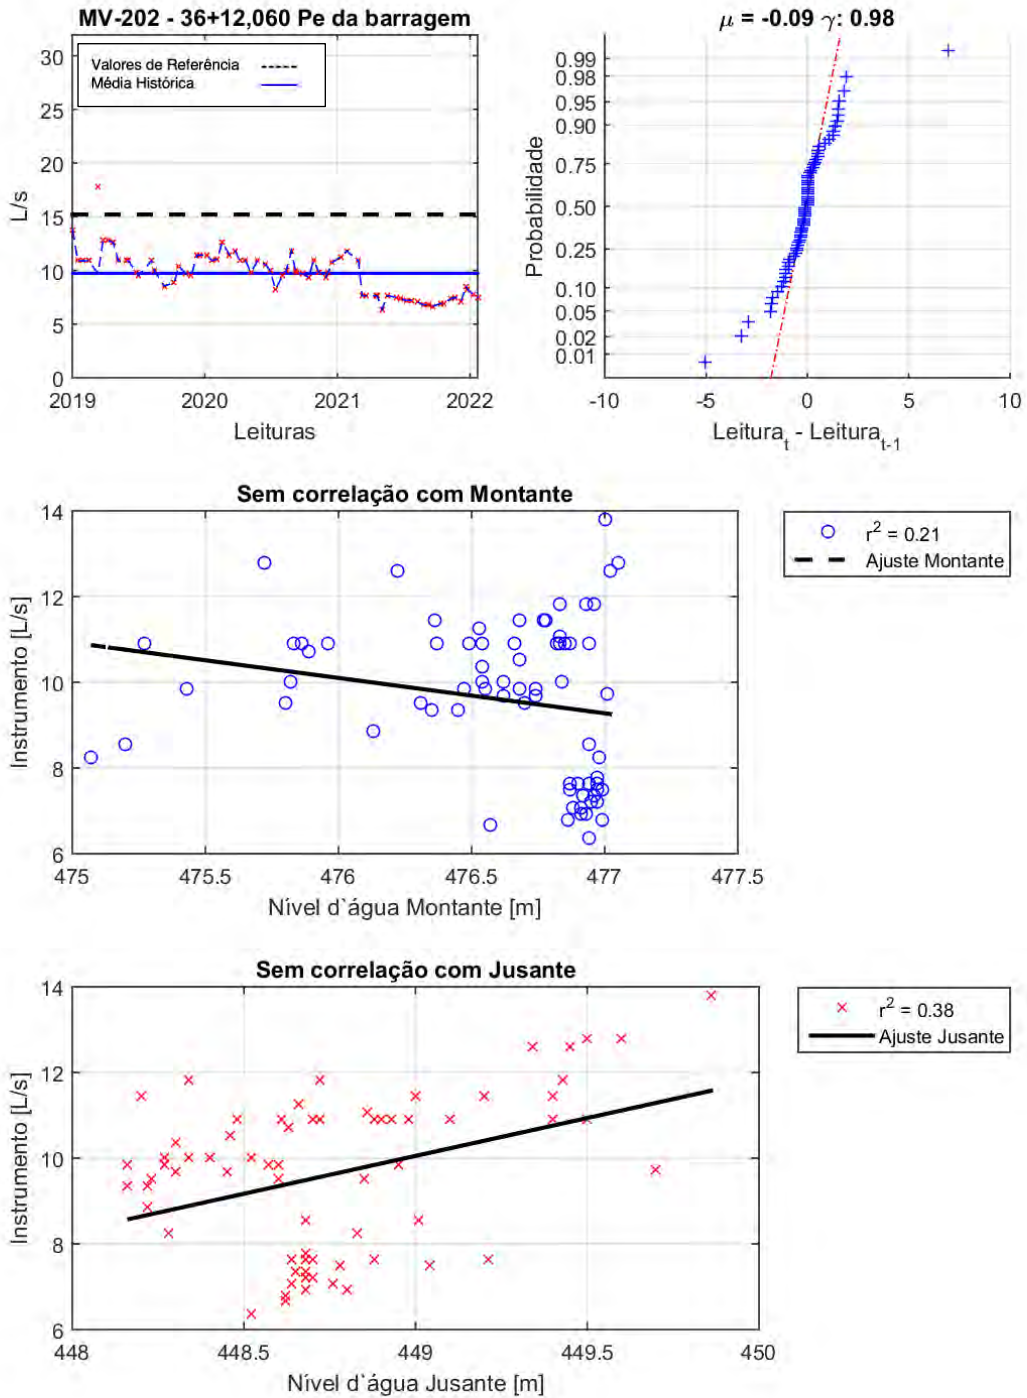 MV-202 - 36+12,060 Pe da barragem
Valores de Referência
Média Histórica
30
25
20
15
10
5
0
L/s
2019 2020 2021 2022
Leituras
μ = -0.09 γ: 0.98
0.99
0.98
0.95
0.90
0.75
0.50
0.25
0.10
0.05
0.02
0.01
Probabilidade
-10 -5 0 5 10
Leitura_t - Leitura_t-1
Sem correlação com Montante
14
12
10
8
6
Instrumento [L/s]
475 475.5 476 476.5 477 477.5
Nível d`água Montante [m]
r² = 0.21
Ajuste Montante
Sem correlação com Jusante
14
12
10
8
6
Instrumento [L/s]
448 448.5 449 449.5 450
Nível d`água Jusante [m]
r² = 0.38
Ajuste Jusante